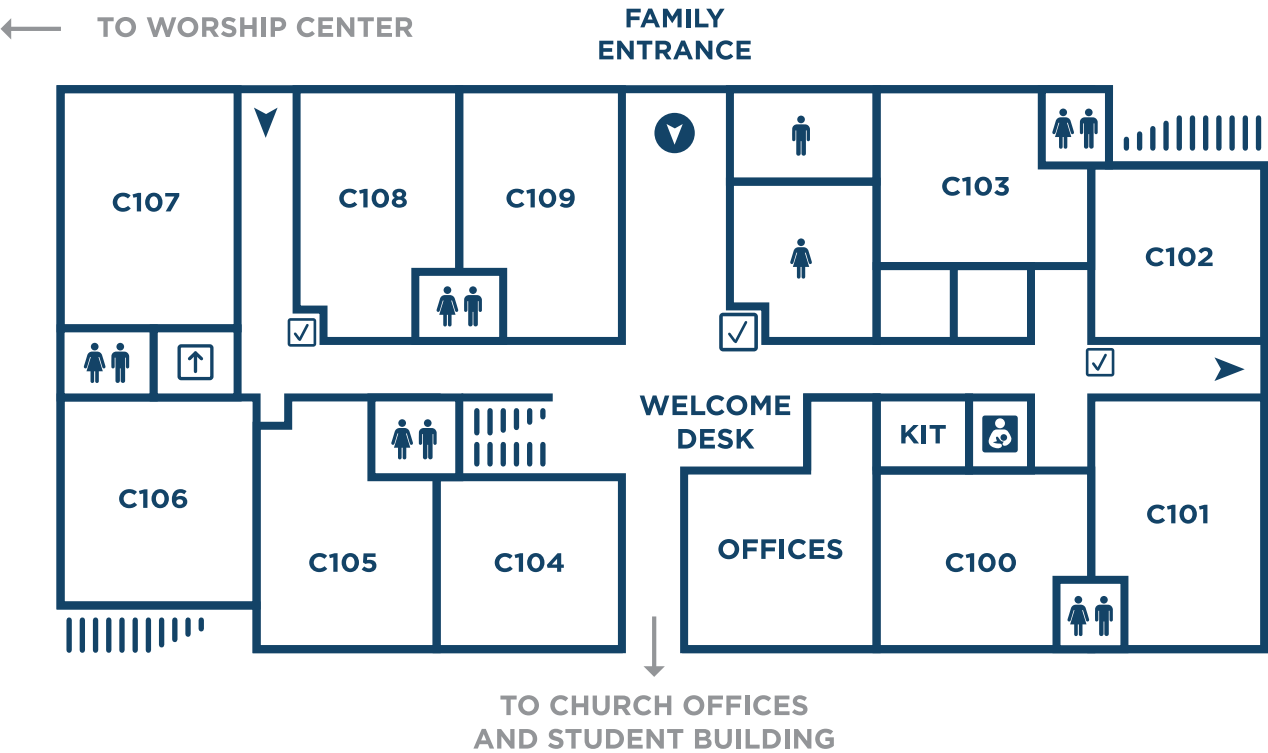 TO WORSHIP CENTER
FAMILY
ENTRANCE
C107
C108
C109
C103
C102
WELCOME
DESK
KIT
C106
C105
C104
OFFICES
C100
C101
TO CHURCH OFFICES
AND STUDENT BUILDING